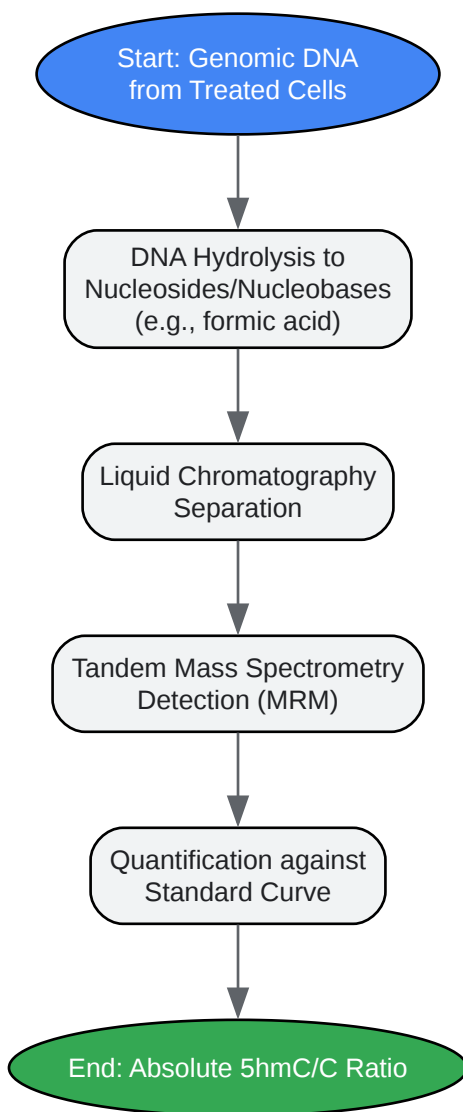 Start: Genomic DNA
from Treated Cells
DNA Hydrolysis to
Nucleosides/Nucleobases
(e.g., formic acid)
Liquid Chromatography
Separation
Tandem Mass Spectrometry
Detection (MRM)
Quantification against
Standard Curve
End: Absolute 5hmC/C Ratio